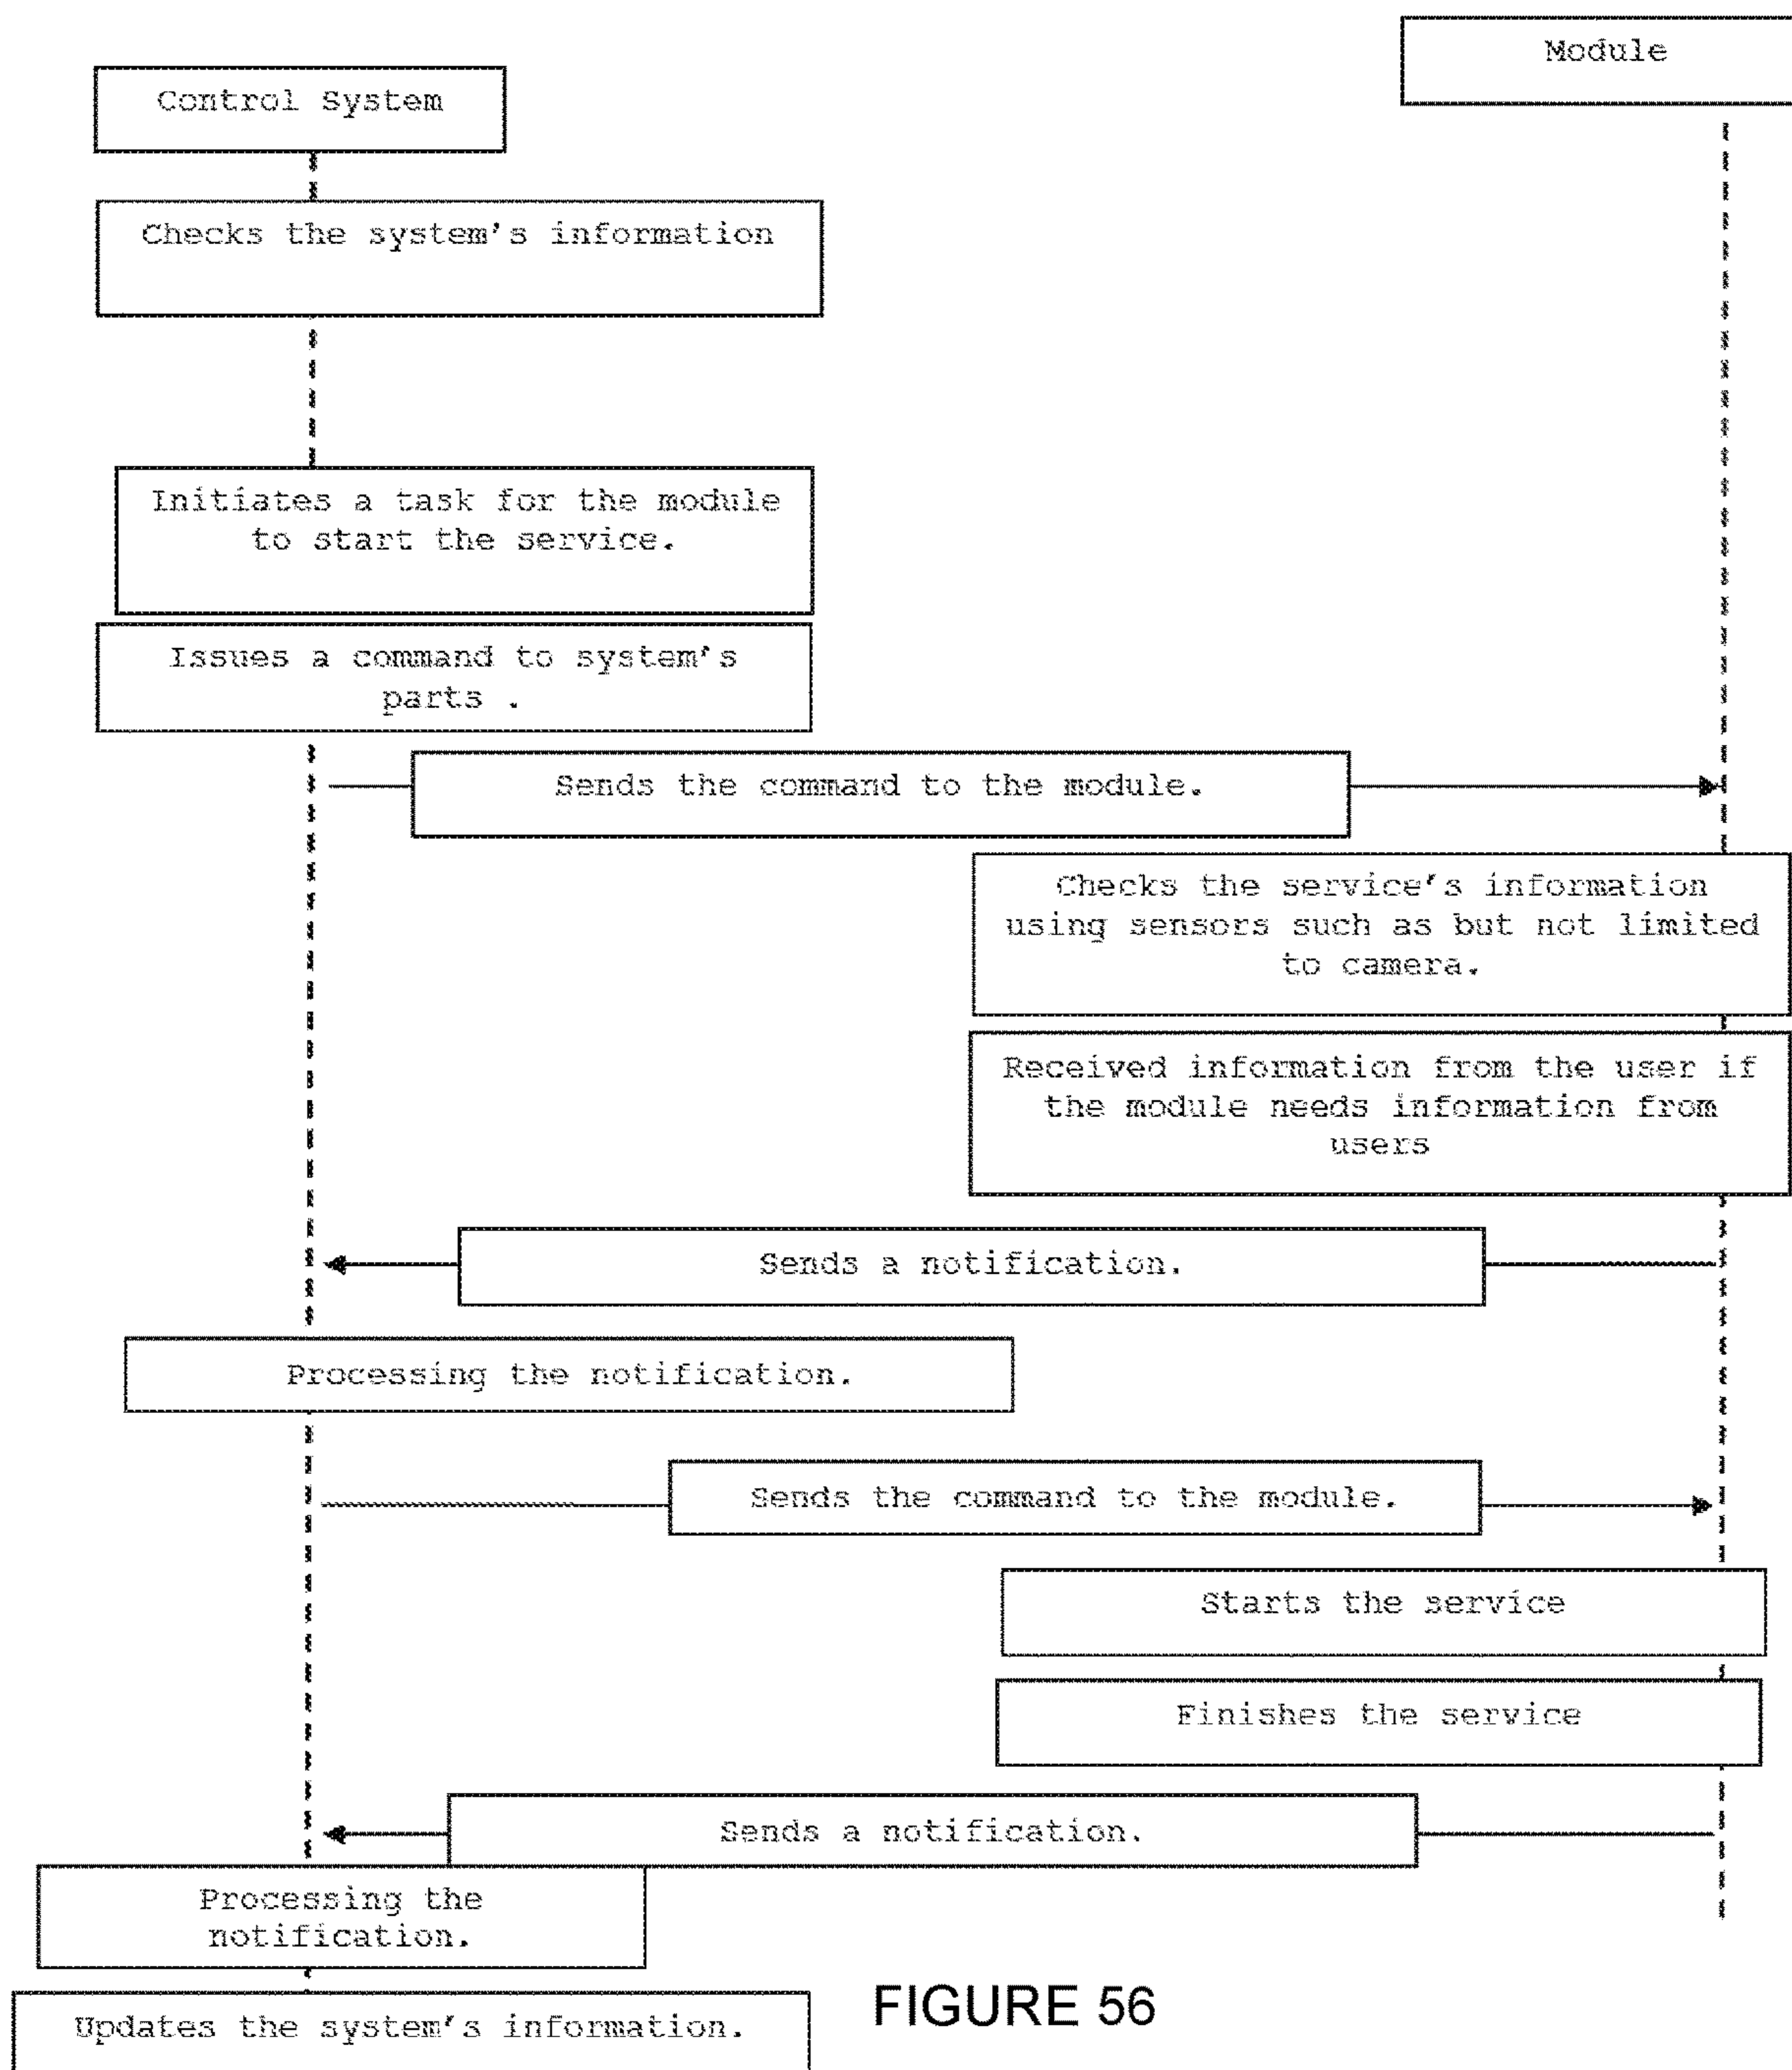 Module
Control System
Checks the system's information
Initiates a task for the module
to start the service.
Issues a command to system's
parts .
Sends the command to the module.
Checks the service's information
using sensors such as but not limited
to camera.
Received information from the user if
the module needs information from
users
Sends a notification.
Processing the notification.
Sends the command to the module.
Starts the service
Finishes the service
Sends a notification.
Processing the
notification.
FIGURE 56
Updates the system's information.